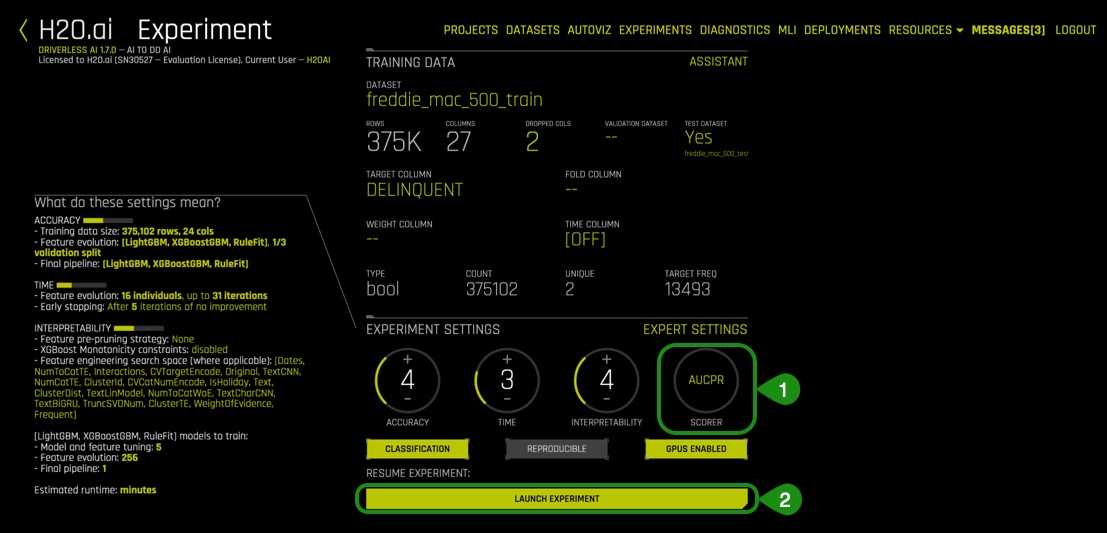 H2O.ai Experiment
DRIVERLESS AI 1.7.0 – AI TO DO AI
Licensed to H2O.ai (SN30527 – Evaluation License). Current User – H2OAI
PROJECTS DATASETS AUTOVIZ EXPERIMENTS DIAGNOSTICS MLI DEPLOYMENTS RESOURCES MESSAGES[3] LOGOUT
TRAINING DATA ASSISTANT
DATASET
freddie_mac_500_train
ROWS COLUMNS DROPPED COLS VALIDATION DATASET TEST DATASET
375K 27 2 -- Yes
freddie_mac_500_test
TARGET COLUMN FOLD COLUMN
DELINQUENT --
WEIGHT COLUMN TIME COLUMN
-- [OFF]
TYPE COUNT UNIQUE TARGET FREQ
bool 375102 2 13493
What do these settings mean?
ACCURACY
- Training data size: 375,102 rows, 24 cols
- Feature evolution: [LightGBM, XGBoostGBM, RuleFit], 1/3
validation split
- Final pipeline: [LightGBM, XGBoostGBM, RuleFit]
TIME
- Feature evolution: 16 individuals, up to 31 iterations
- Early stopping: After 5 iterations of no improvement
INTERPRETABILITY
- Feature pre-pruning strategy: None
- XGBoost Monotonicity constraints: disabled
- Feature engineering search space (where applicable): [Dates,
NumToCatTE, Interactions, CVTargetEncode, Original, TextCNN,
NumCatTE, ClusterId, CVCatNumEncode, IsHoliday, Text,
ClusterDist, TextLinModel, NumToCatWoE, TextCharCNN,
TextBiGRU, TruncSVDNum, ClusterTE, WeightOfEvidence,
Frequent]
[LightGBM, XGBoostGBM, RuleFit] models to train:
- Model and feature tuning: 5
- Feature evolution: 256
- Final pipeline: 1
Estimated runtime: minutes
EXPERIMENT SETTINGS EXPERT SETTINGS
+ + +
4 3 4 AUCPR
- - -
ACCURACY TIME INTERPRETABILITY SCORER
1
CLASSIFICATION REPRODUCIBLE GPUS ENABLED
RESUME EXPERIMENT:
LAUNCH EXPERIMENT
2